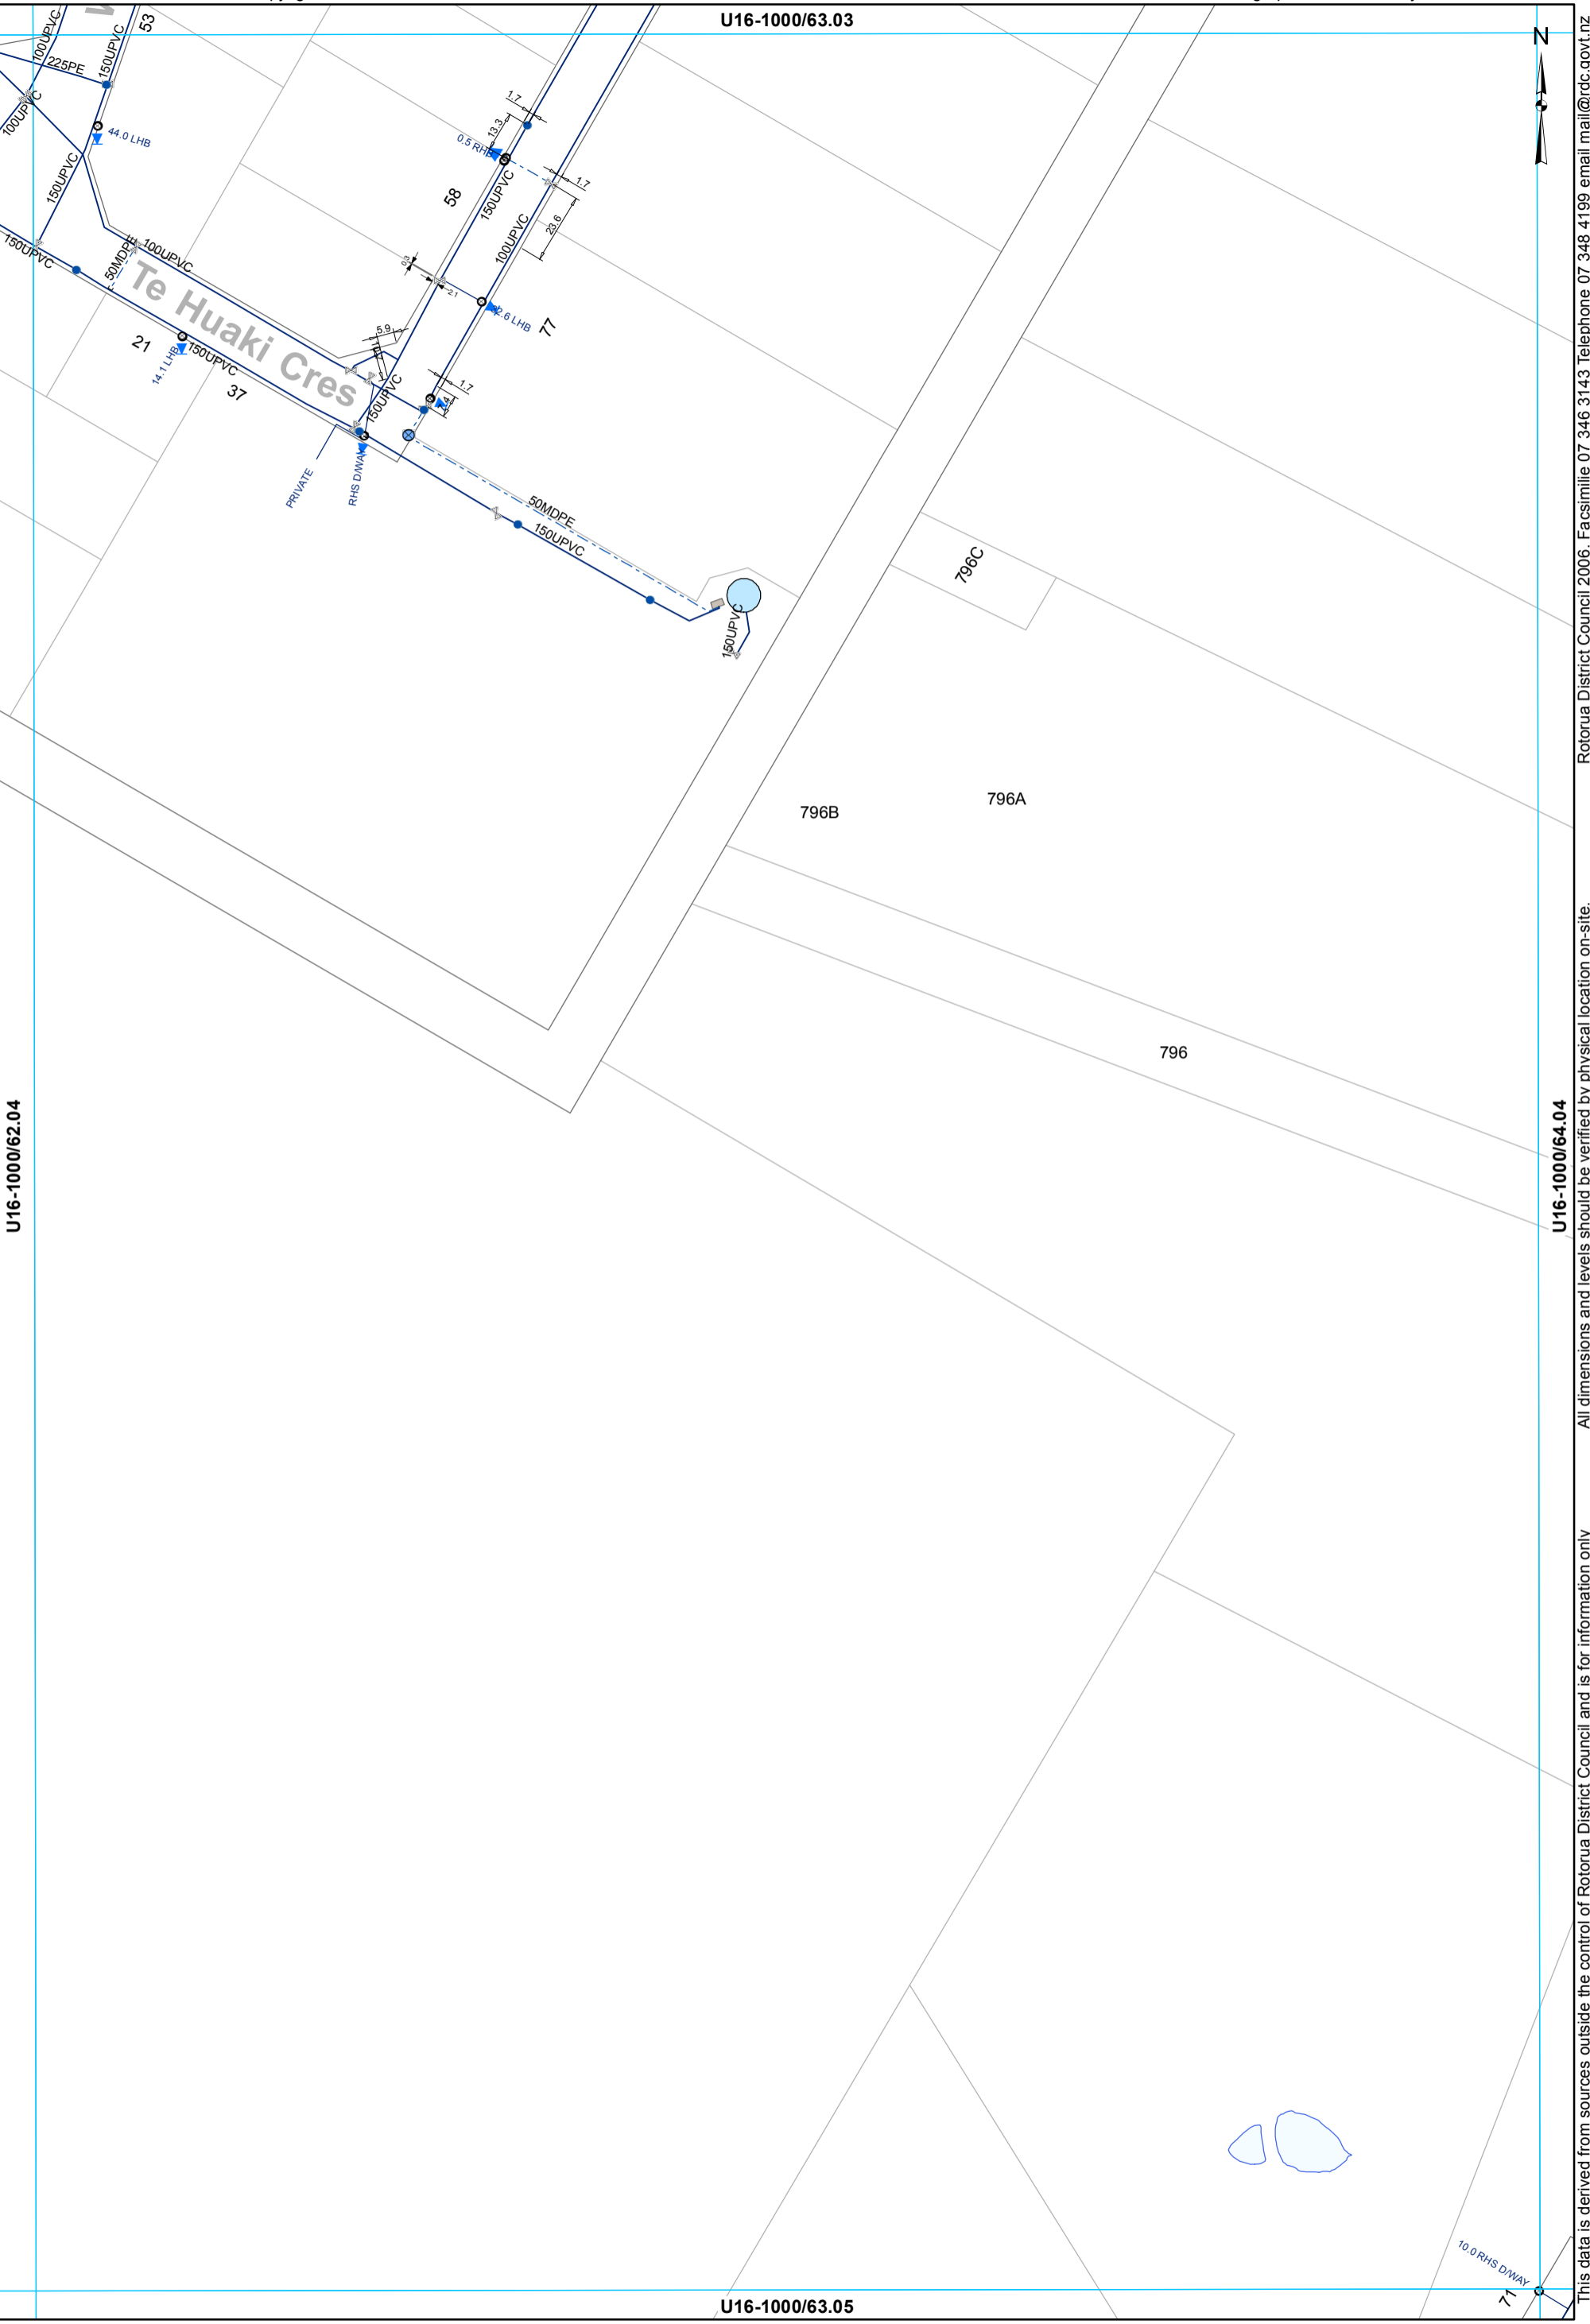 U16-1000/63.03
N
53
100UPVC
150UPVC
225PE
100UPVC
44.0 LHB
150UPVC
150UPVC
50MDPE
100UPVC
Te Huaki Cres
21
14.1 LHB
150UPVC
37
1.7
13.3
0.5 RHB
58
150UPVC
1.7
23.6
100UPVC
0.3
2.1
2.6 LHB
77
5.9
1.7
150UPVC
PRIVATE
RHS D/WAY
50MDPE
150UPVC
150UPVC
796C
796B
796A
796
U16-1000/62.04
U16-1000/64.04
10.0 RHS D/WAY
71
U16-1000/63.05
Rotorua District Council 2006. Facsimilie 07 346 3143 Telephone 07 348 4199 email mail@rdc.govt.nz
All dimensions and levels should be verified by physical location on-site.
This data is derived from sources outside the control of Rotorua District Council and is for information only